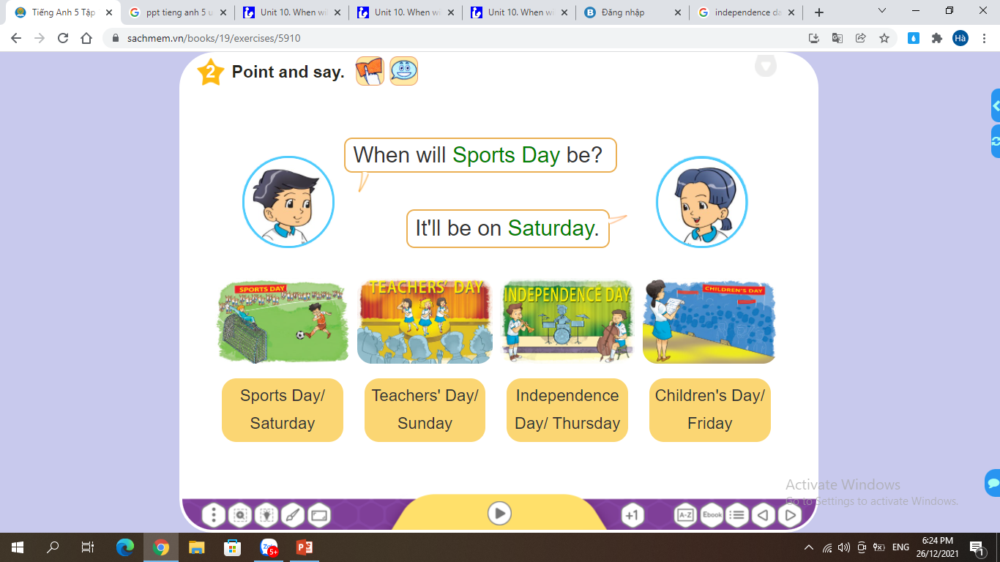 Tiếng Anh 5 Tập
ppt tieng anh 5 u
Unit 10. When wil
Unit 10. When wi
Unit 10. When wi
Đăng nhập
independence da
sachmem.vn/books/19/exercises/5910
Hà
2 Point and say.
When will Sports Day be?
It'll be on Saturday.
SPORTS DAY
TEACHERS' DAY
INDEPENDENCE DAY
CHILDREN'S DAY
Sports Day/
Saturday
Teachers' Day/
Sunday
Independence
Day/ Thursday
Children's Day/
Friday
Activate Windows
Go to Settings to activate Windows.
+1
A-Z
Ebook
5+
ENG
6:24 PM
26/12/2021
1